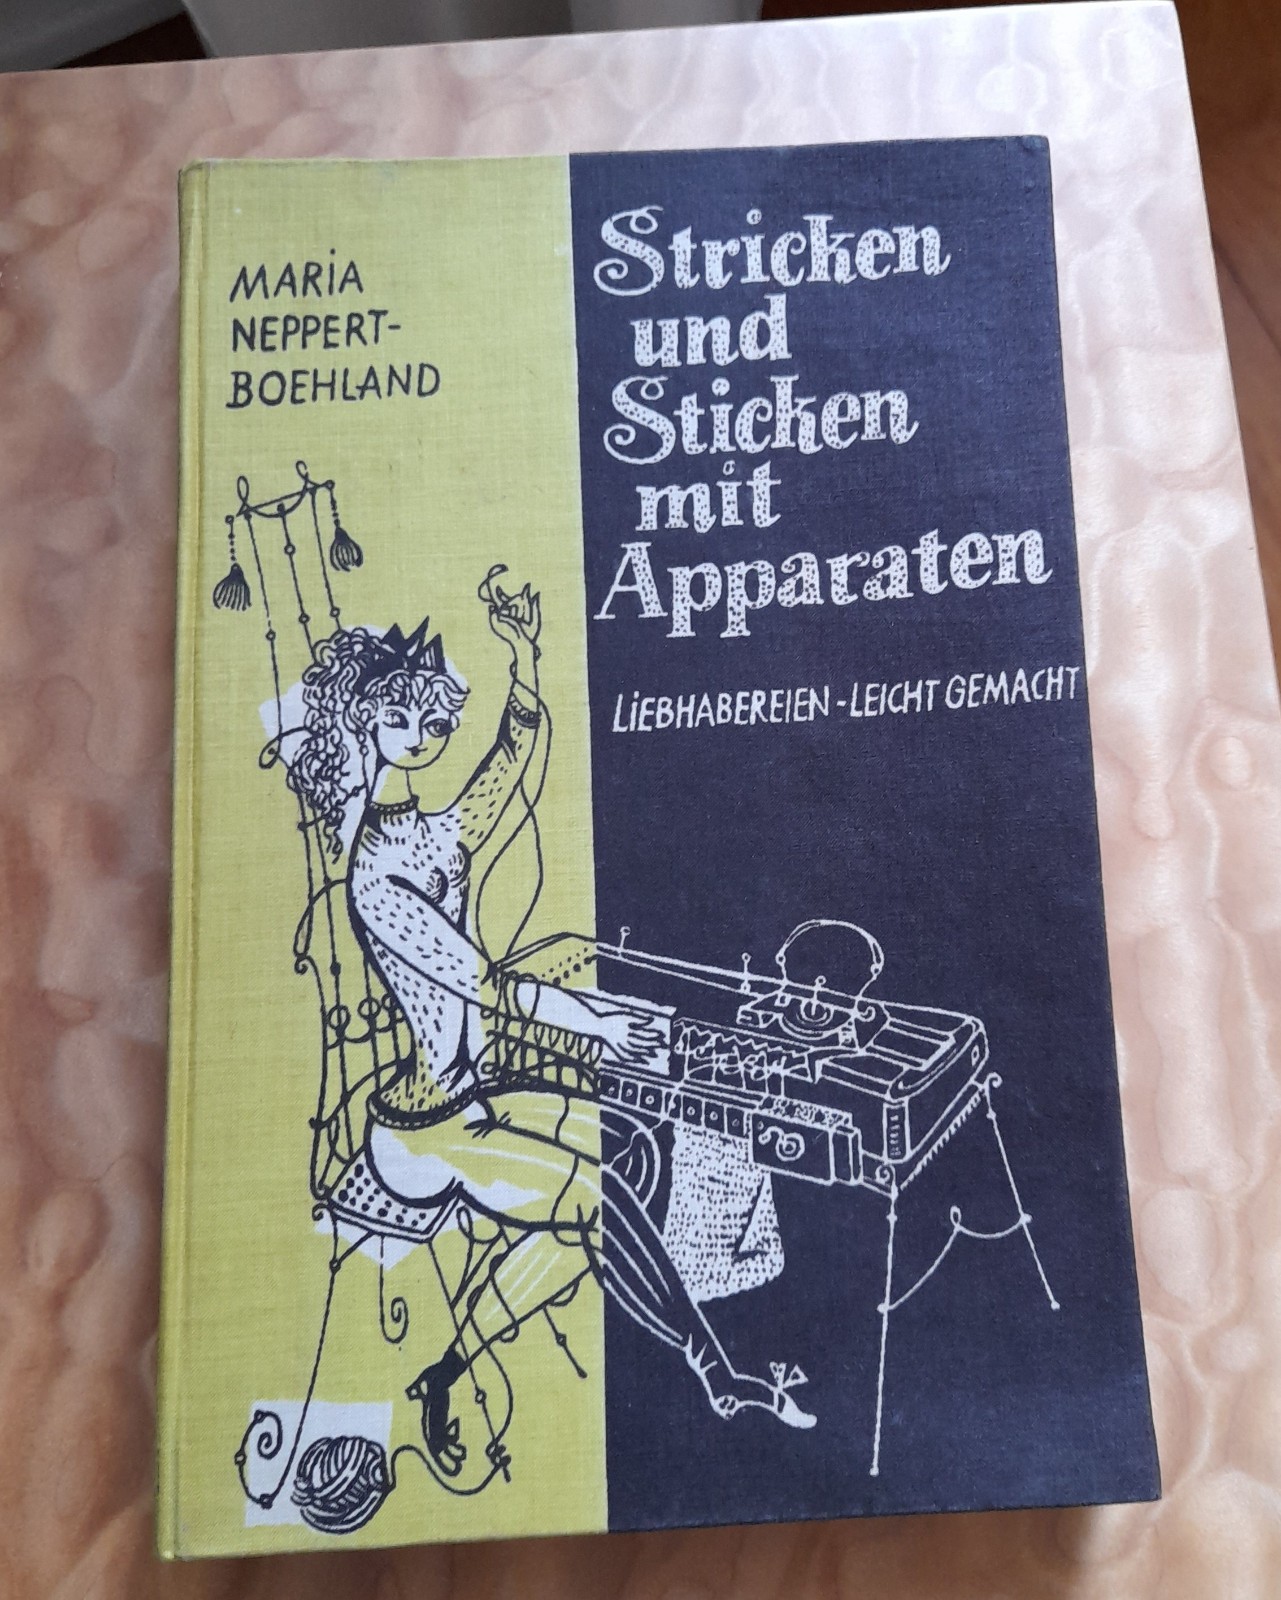 MARIA
NEPPERT-
BOEHLAND
Stricken
und
Sticken
mit
Apparaten
LIEBHABEREIEN - LEICHT GEMACHT